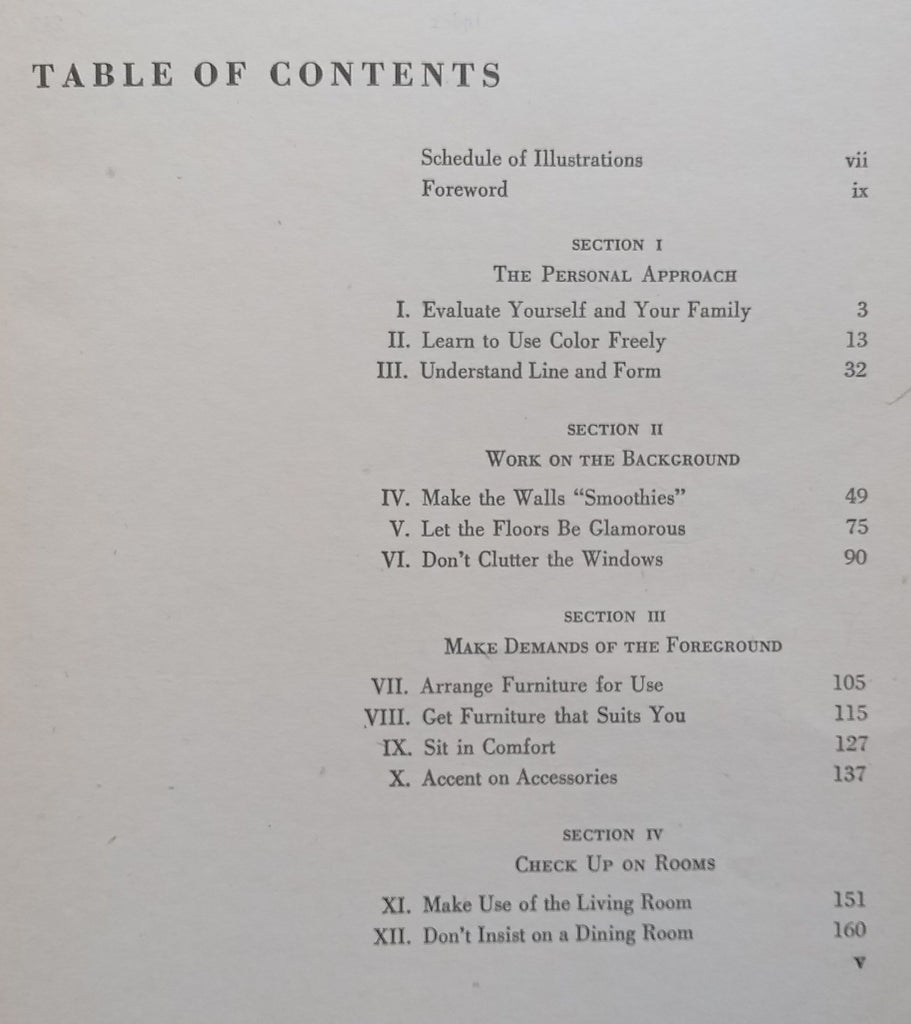 TABLE OF CONTENTS
Schedule of Illustrations vii
Foreword ix
SECTION I
THE PERSONAL APPROACH
I. Evaluate Yourself and Your Family 3
II. Learn to Use Color Freely 13
III. Understand Line and Form 32
SECTION II
WORK ON THE BACKGROUND
IV. Make the Walls “Smoothies” 49
V. Let the Floors Be Glamorous 75
VI. Don't Clutter the Windows 90
SECTION III
MAKE DEMANDS OF THE FOREGROUND
VII. Arrange Furniture for Use 105
VIII. Get Furniture that Suits You 115
IX. Sit in Comfort 127
X. Accent on Accessories 137
SECTION IV
CHECK UP ON ROOMS
XI. Make Use of the Living Room 151
XII. Don't Insist on a Dining Room 160
v